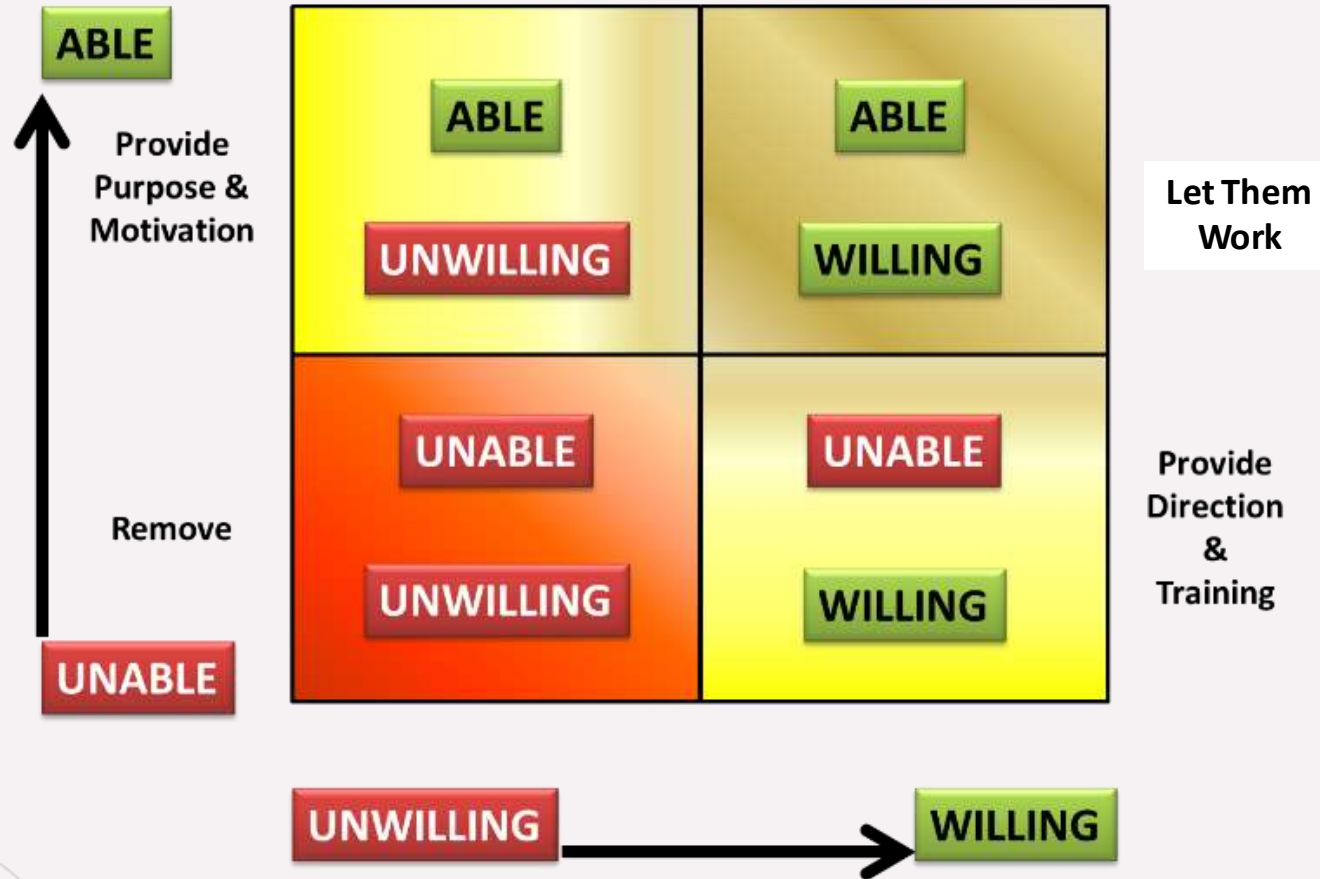 ABLE
Provide
Purpose &
Motivation
ABLE
UNWILLING
ABLE
WILLING
Let Them
Work
Remove
UNABLE
UNWILLING
UNABLE
WILLING
Provide
Direction
&
Training
UNABLE
UNWILLING
WILLING